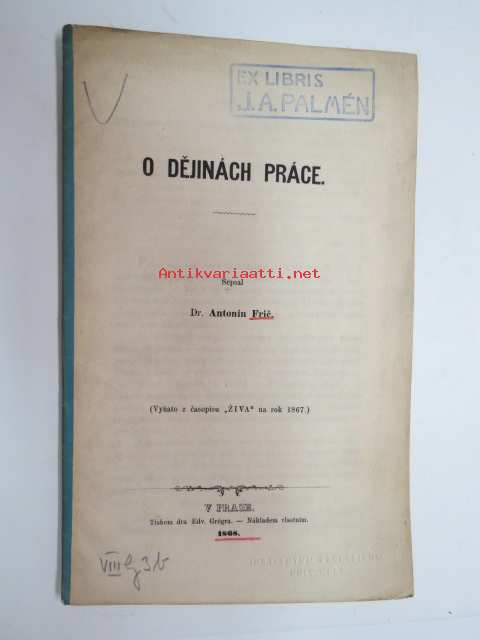 EX LIBRIS
J.A.PALMÉN
O DĚJINÁCH PRÁCE.
Antikvariaatti.net
Sepsal
Dr. Antonín Frič.
(Vyňato z časopisu „ŽIVA“ na rok 1867.)
V PRAZE.
Tiskem dra Edv. Grégra. — Nákladem vlastním.
1868.
VIII